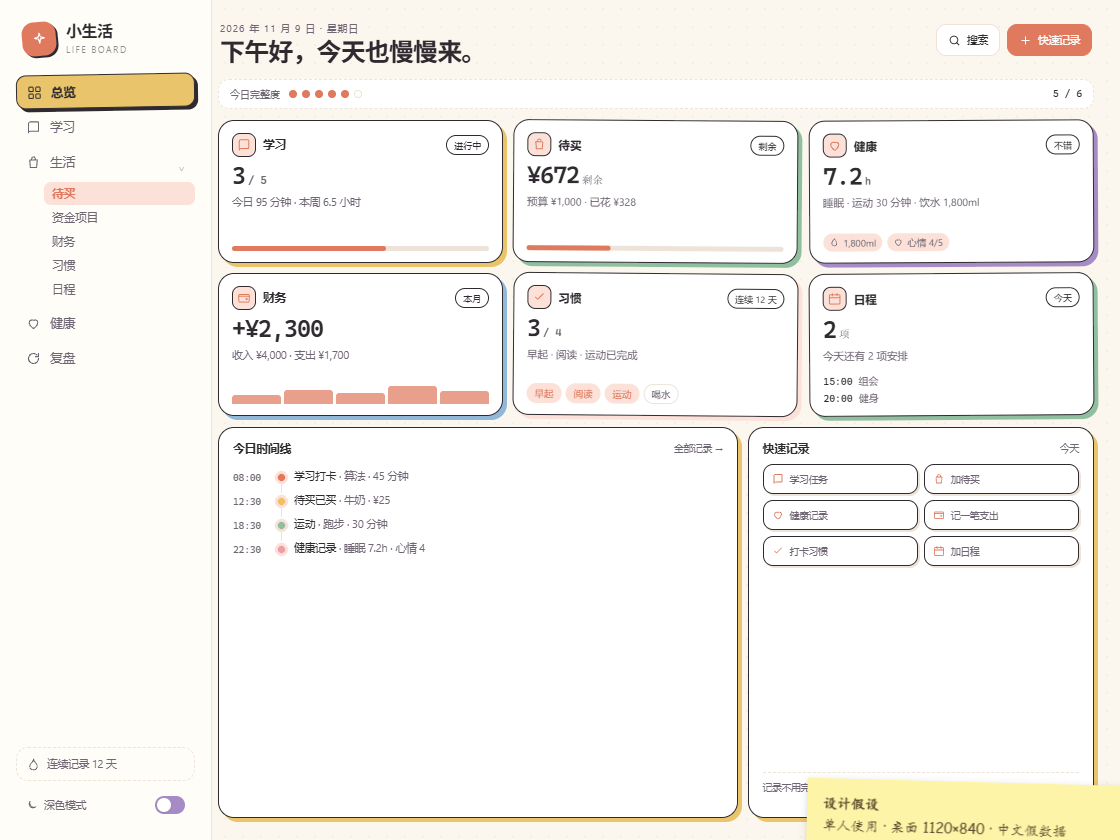 小生活
LIFE BOARD
总览
学习
生活
待买
资金项目
财务
习惯
日程
健康
复盘
连续记录 12 天
深色模式
2026 年 11 月 9 日 · 星期日
下午好，今天也慢慢来。
搜索
快速记录
今日完整度
5 / 6
学习
进行中
3 / 5
今日 95 分钟 · 本周 6.5 小时
待买
剩余
¥672 剩余
预算 ¥1,000 · 已花 ¥328
健康
不错
7.2 h
睡眠 · 运动 30 分钟 · 饮水 1,800ml
1,800ml
心情 4/5
财务
本月
+¥2,300
收入 ¥4,000 · 支出 ¥1,700
习惯
连续 12 天
3 / 4
早起 · 阅读 · 运动已完成
早起
阅读
运动
喝水
日程
今天
2 项
今天还有 2 项安排
15:00 组会
20:00 健身
今日时间线
全部记录 →
08:00 学习打卡 · 算法 · 45 分钟
12:30 待买已买 · 牛奶 · ¥25
18:30 运动 · 跑步 · 30 分钟
22:30 健康记录 · 睡眠 7.2h · 心情 4
快速记录
今天
学习任务
加待买
健康记录
记一笔支出
打卡习惯
加日程
记录不用
设计假设
单人使用 · 桌面 1120×840 · 中文假数据